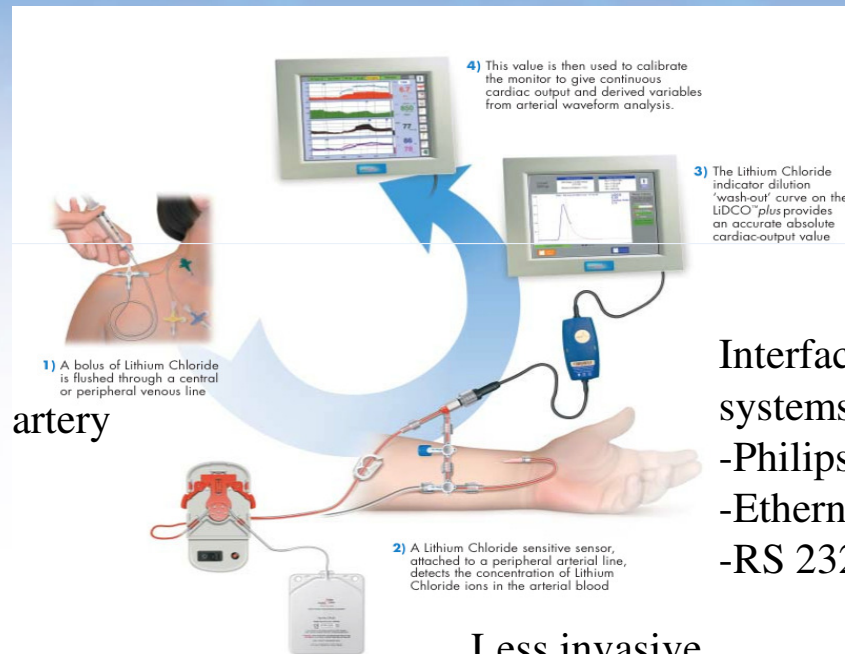 4) This value is then used to calibrate
the monitor to give continuous
cardiac output and derived variables
from arterial waveform analysis.
3) The Lithium Chloride
indicator dilution
'wash-out' curve on the
LiDCO™plus provides
an accurate absolute
cardiac-output value
1) A bolus of Lithium Chloride
is flushed through a central
or peripheral venous line
artery
Interfac
systems
-Philips
-Ethern
-RS 232
2) A Lithium Chloride sensitive sensor,
attached to a peripheral arterial line,
detects the concentration of Lithium
Chloride ions in the arterial blood
Less invasive